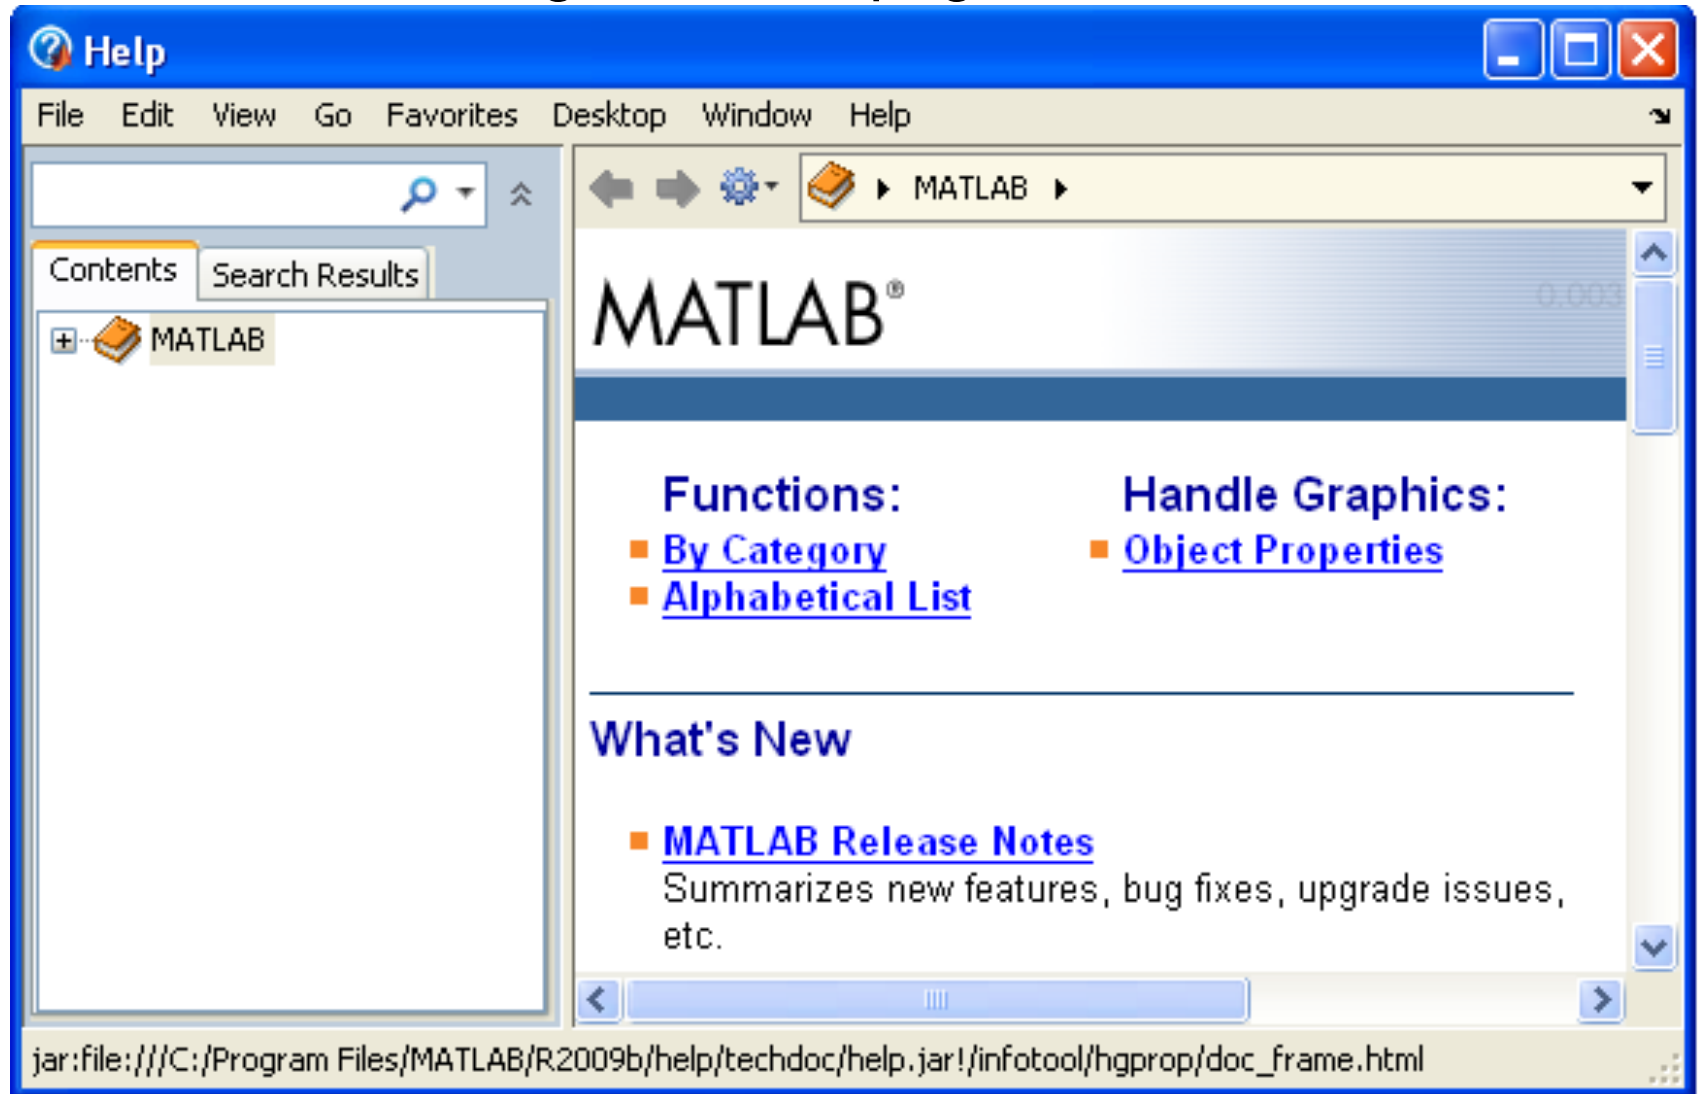 Help
File Edit View Go Favorites Desktop Window Help
MATLAB
Contents Search Results
MATLAB
MATLAB®
0.003
Functions:
By Category
Alphabetical List
Handle Graphics:
Object Properties
What's New
MATLAB Release Notes
Summarizes new features, bug fixes, upgrade issues,
etc.
jar:file:///C:/Program Files/MATLAB/R2009b/help/techdoc/help.jar!/infotool/hgprop/doc_frame.html